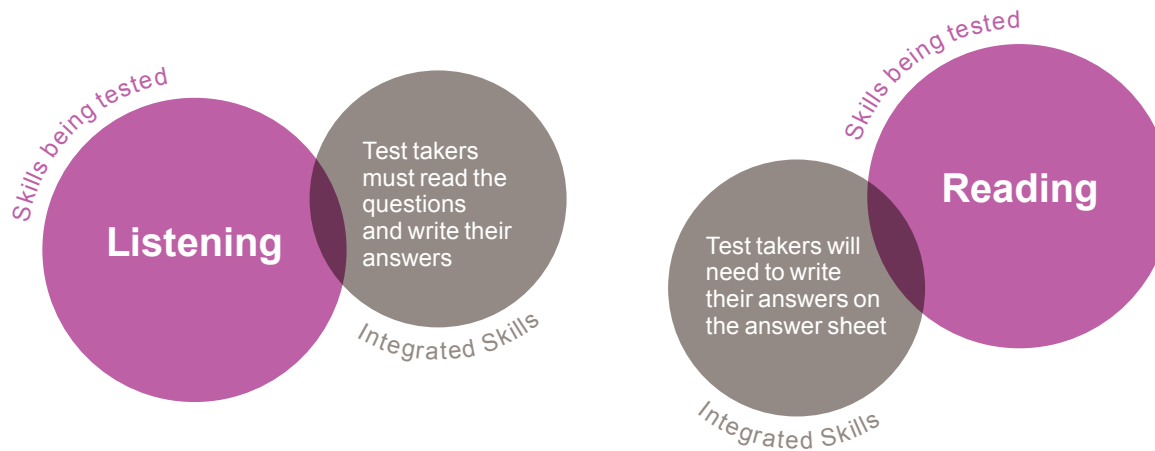 Skills being tested
Listening
Test takers
must read the
questions
and write their
answers
Integrated Skills
Skills being tested
Reading
Test takers will
need to write
their answers on
the answer sheet
Integrated Skills